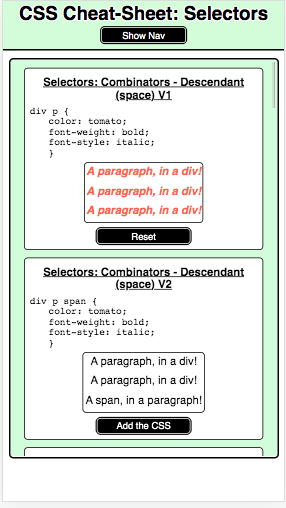 CSS Cheat-Sheet: Selectors
Show Nav
Selectors: Combinators - Descendant
(space) V1
div p {
color: tomato;
font-weight: bold;
font-style: italic;
}
A paragraph, in a div!
A paragraph, in a div!
A paragraph, in a div!
Reset
Selectors: Combinators - Descendant
(space) V2
div p span {
color: tomato;
font-weight: bold;
font-style: italic;
}
A paragraph, in a div!
A paragraph, in a div!
A span, in a paragraph!
Add the CSS